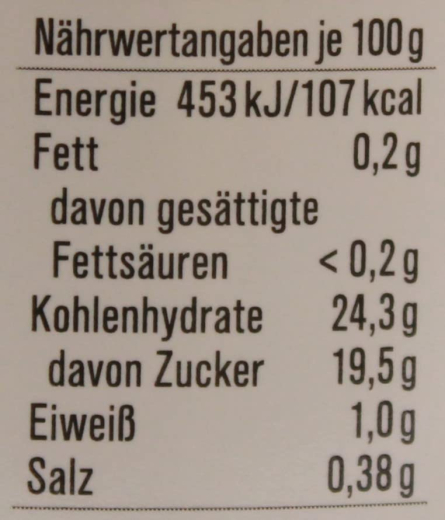 Nährwertangaben je 100g
Energie 453 kJ/107 kcal
Fett 0,2 g
davon gesättigte
Fettsäuren < 0,2 g
Kohlenhydrate 24,3 g
davon Zucker 19,5 g
Eiweiß 1,0 g
Salz 0,38 g